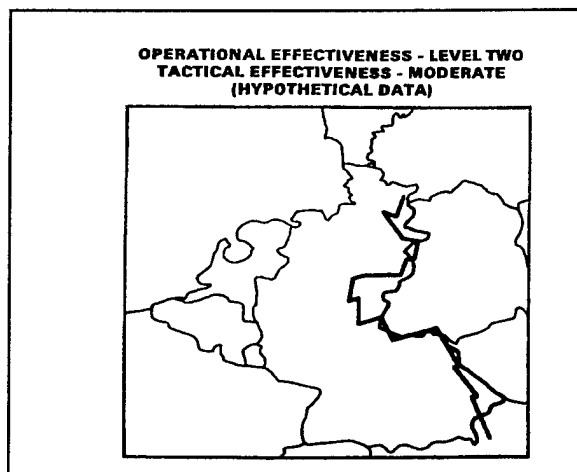 OPERATIONAL EFFECTIVENESS - LEVEL TWO
TACTICAL EFFECTIVENESS - MODERATE
(HYPOTHETICAL DATA)